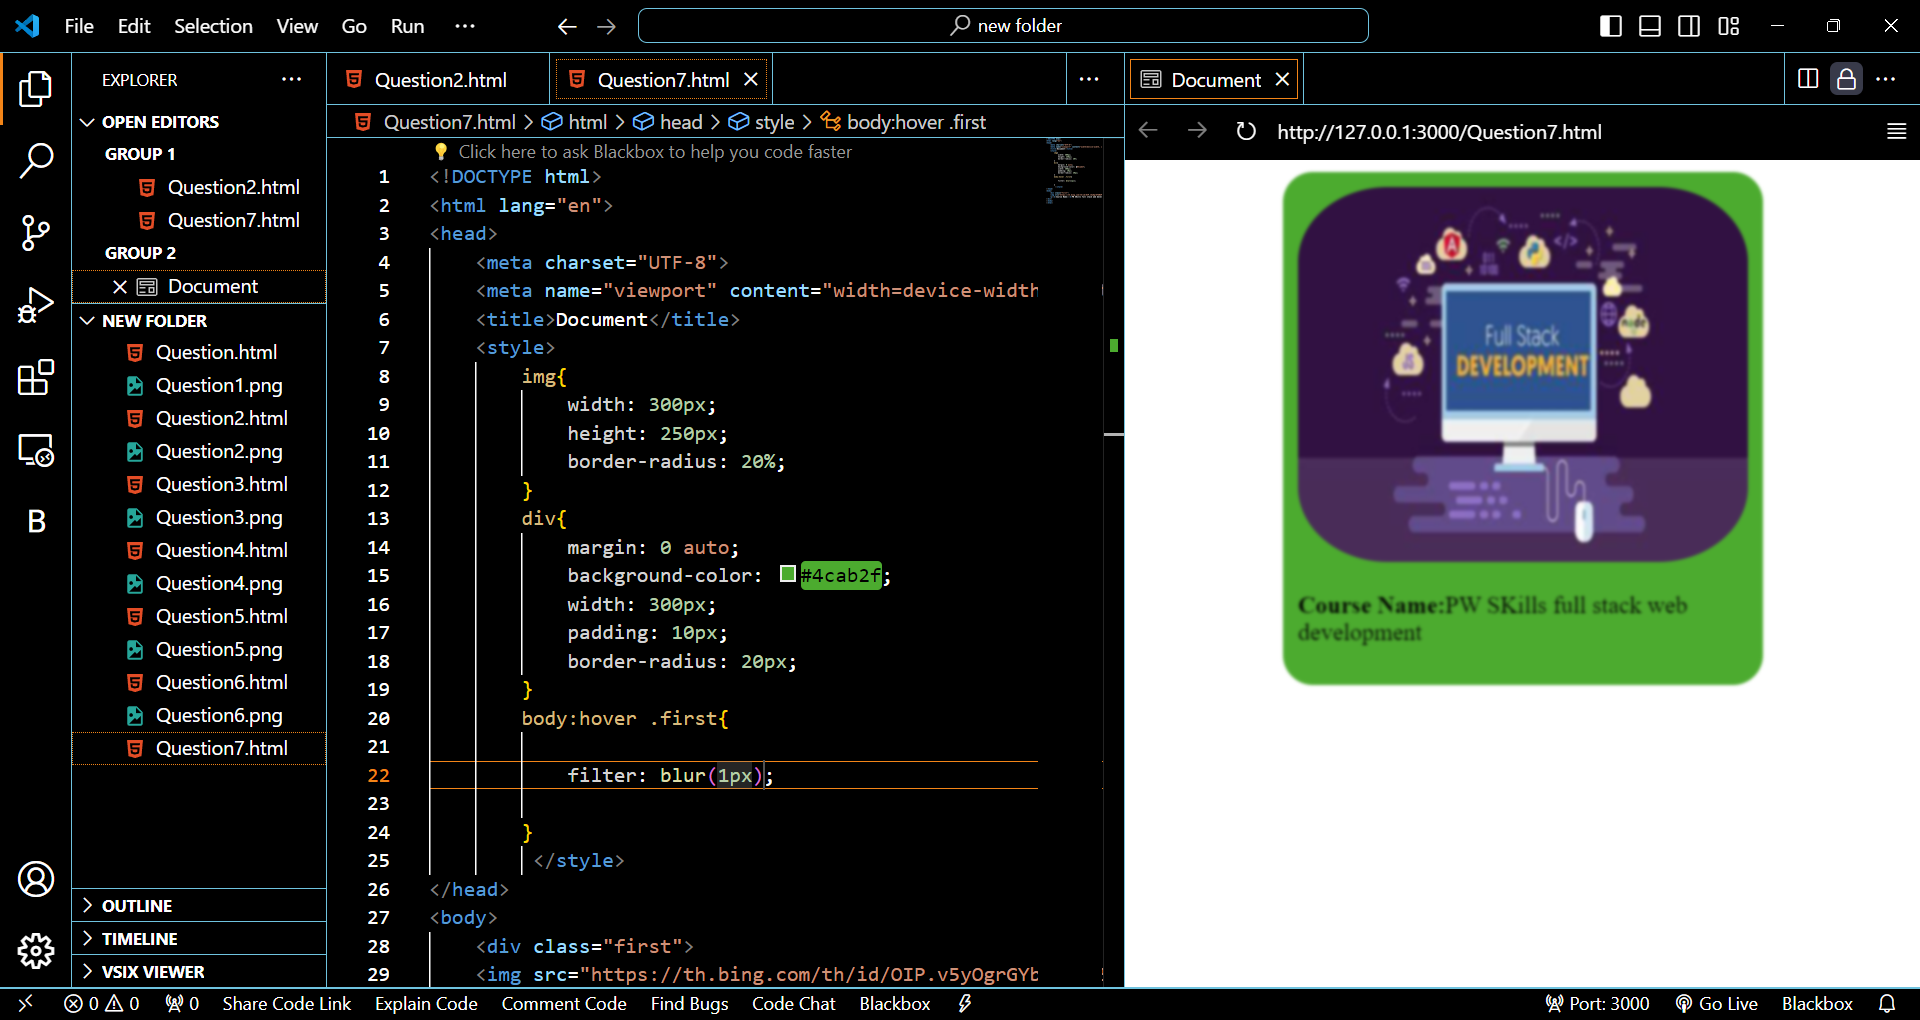 File Edit Selection View Go Run ···
new folder
EXPLORER ···
OPEN EDITORS
GROUP 1
Question2.html
Question7.html
GROUP 2
Document
NEW FOLDER
Question.html
Question1.png
Question2.html
Question2.png
Question3.html
Question3.png
Question4.html
Question4.png
Question5.html
Question5.png
Question6.html
Question6.png
Question7.html
OUTLINE
TIMELINE
VSIX VIEWER
B
Question2.html Question7.html ···
Question7.html > html > head > style > body:hover .first
Click here to ask Blackbox to help you code faster
1 <!DOCTYPE html>
2 <html lang="en">
3 <head>
4 <meta charset="UTF-8">
5 <meta name="viewport" content="width=device-width
6 <title>Document</title>
7 <style>
8 img{
9 width: 300px;
10 height: 250px;
11 border-radius: 20%;
12 }
13 div{
14 margin: 0 auto;
15 background-color: #4cab2f;
16 width: 300px;
17 padding: 10px;
18 border-radius: 20px;
19 }
20 body:hover .first{
21
22 filter: blur(1px);
23
24 }
25 </style>
26 </head>
27 <body>
28 <div class="first">
29 <img src="https://th.bing.com/th/id/OIP.v5yOgrGYb
Document ···
http://127.0.0.1:3000/Question7.html
Full Stack
DEVELOPMENT
Course Name:PW SKills full stack web
development
0 0 0 Share Code Link Explain Code Comment Code Find Bugs Code Chat Blackbox Port: 3000 Go Live Blackbox